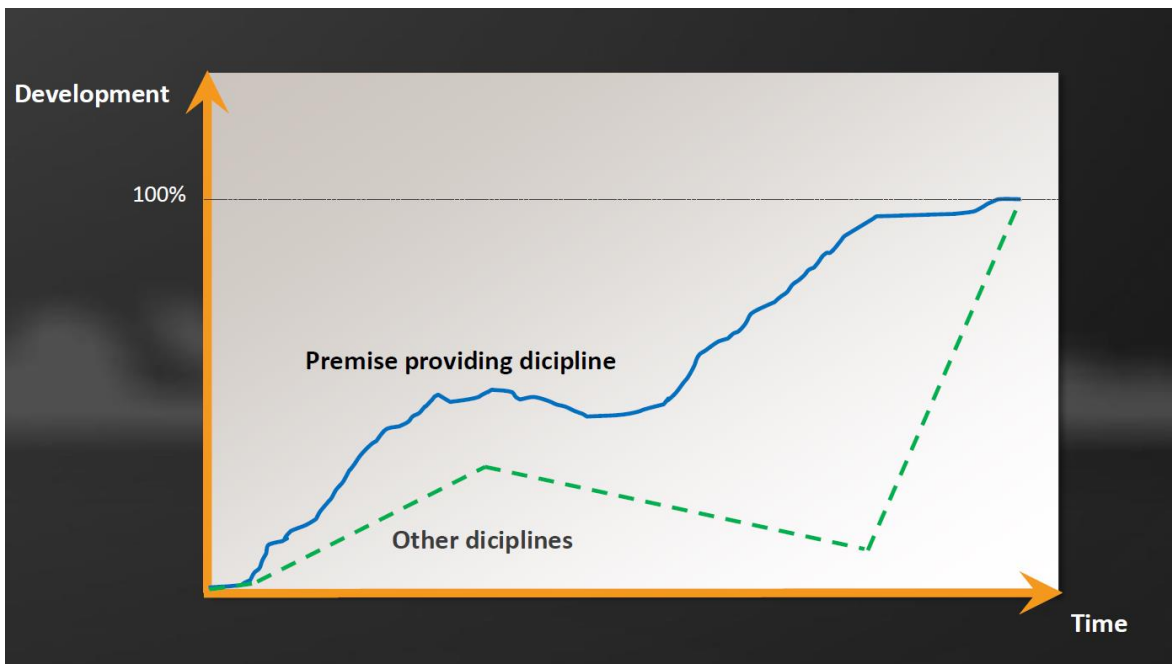 Development
100%
Premise providing dicipline
Other diciplines
Time